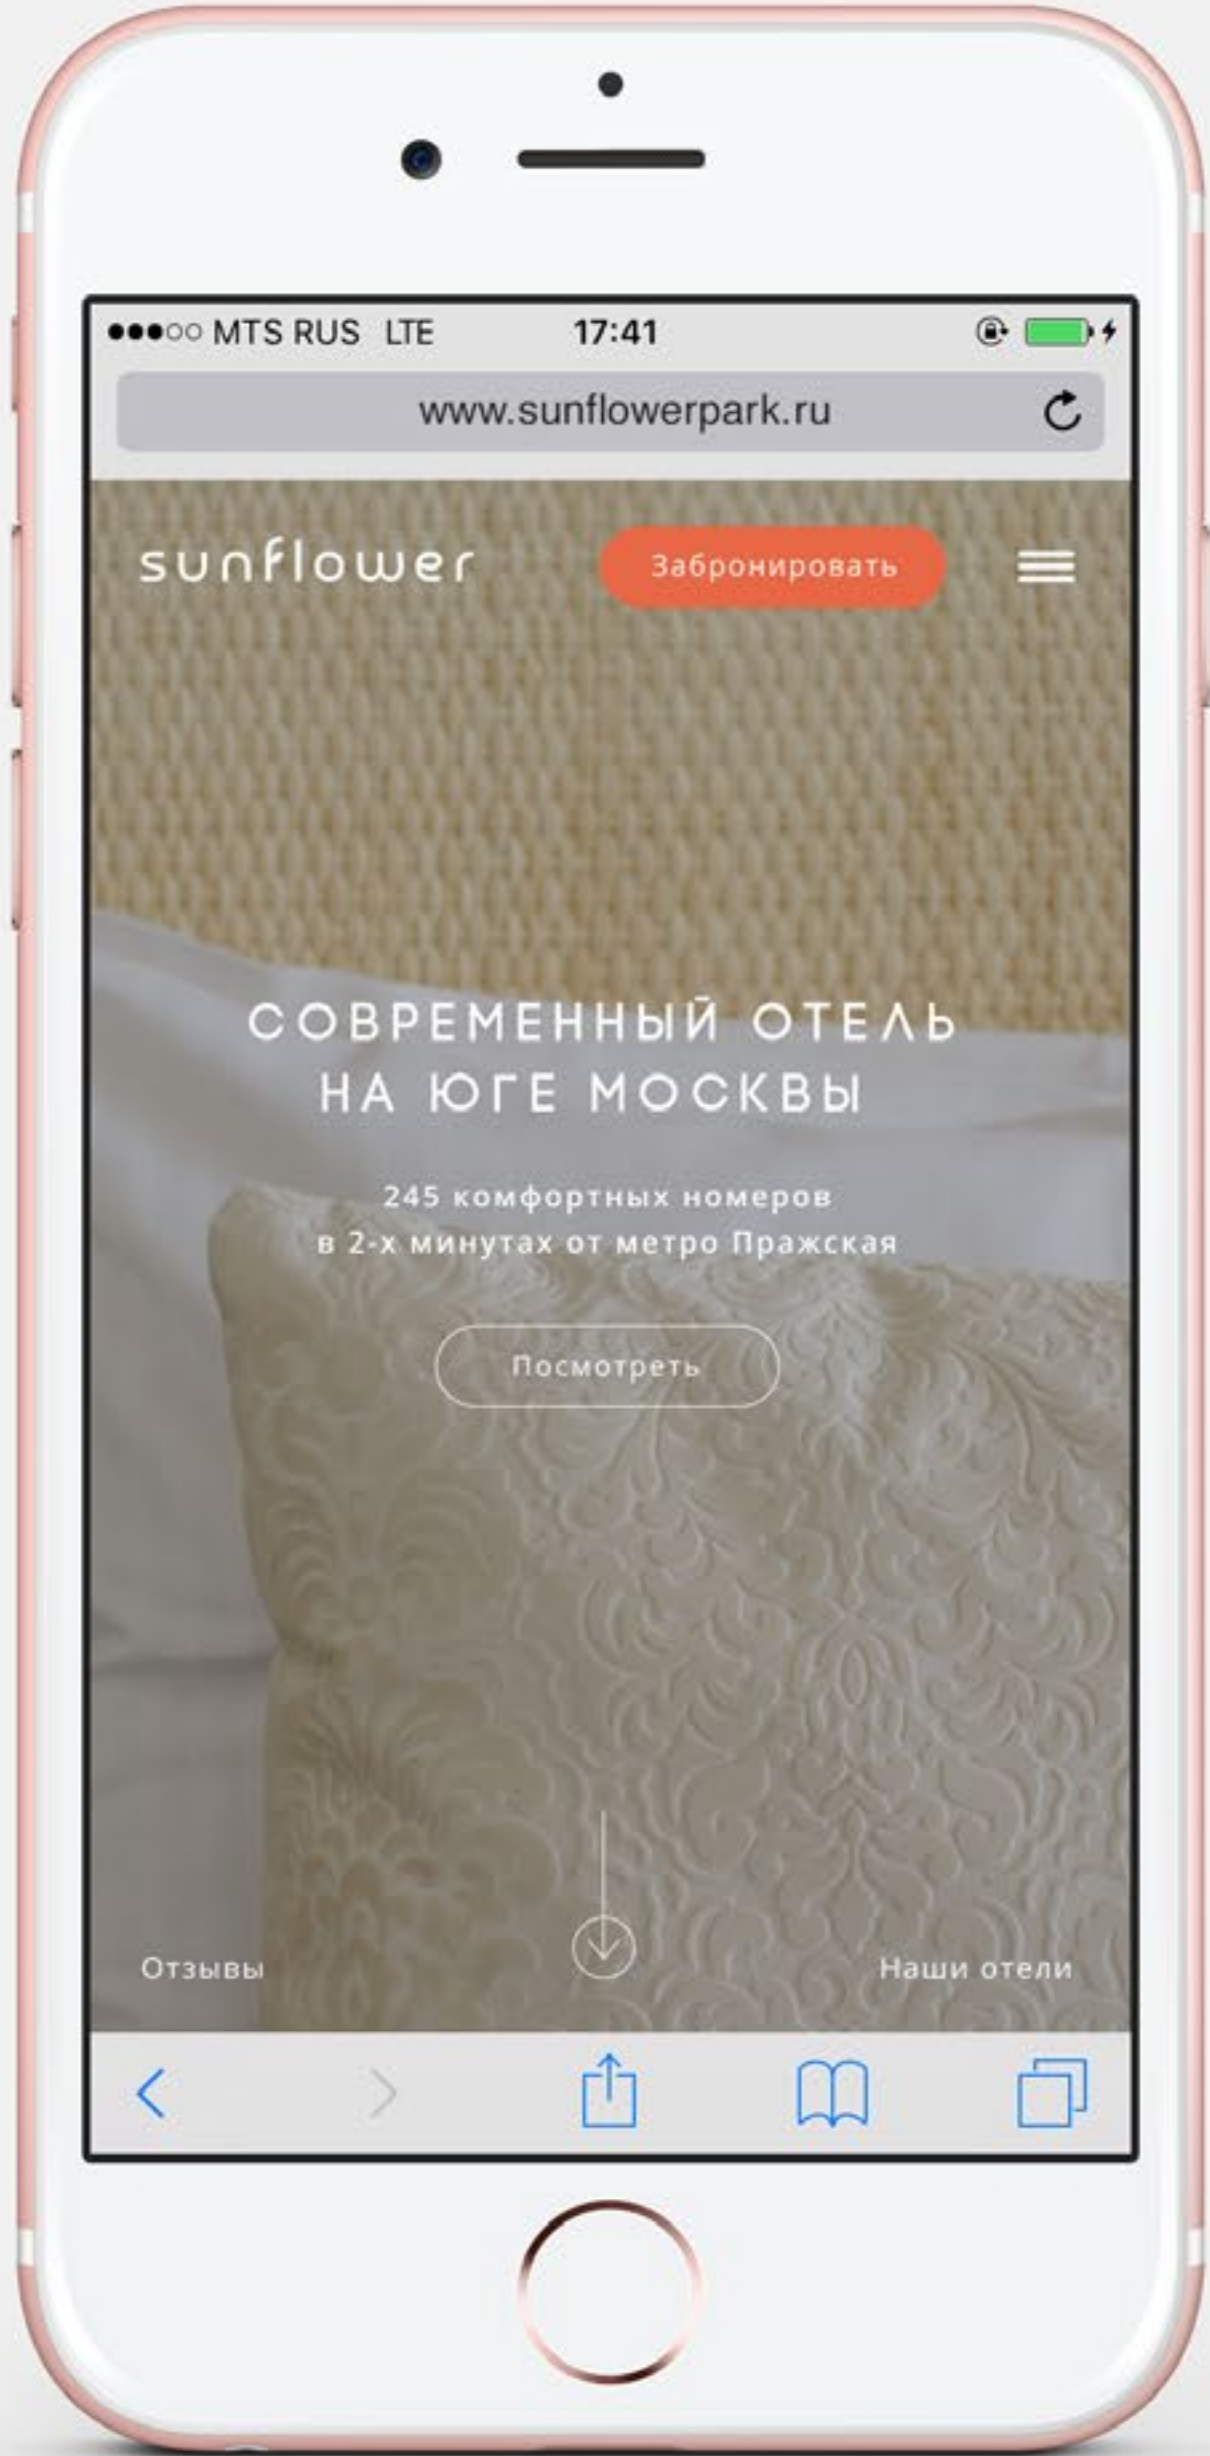 MTS RUS LTE 17:41
www.sunflowerpark.ru
sunflower Забронировать
СОВРЕМЕННЫЙ ОТЕЛЬ
НА ЮГЕ МОСКВЫ
245 комфортных номеров
в 2-х минутах от метро Пражская
Посмотреть
Отзывы Наши отели